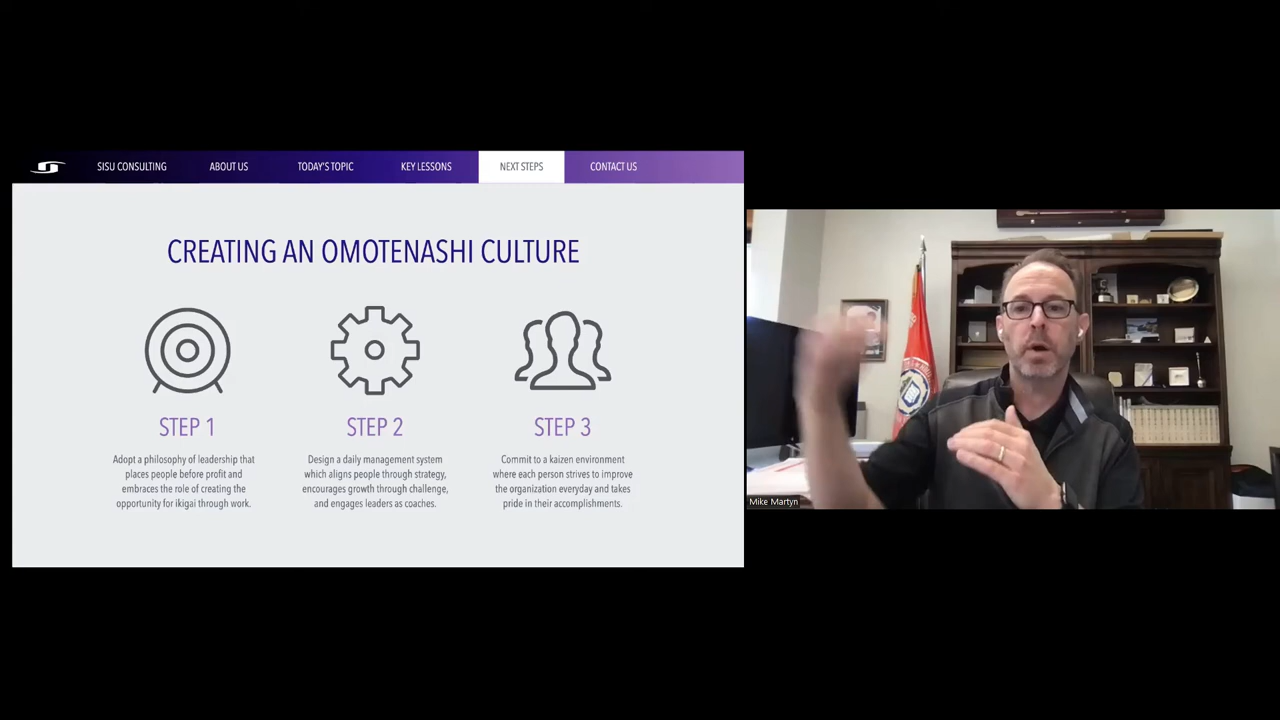 SISU CONSULTING
ABOUT US
TODAY'S TOPIC
KEY LESSONS
NEXT STEPS
CONTACT US
CREATING AN OMOTENASHI CULTURE
STEP 1
Adopt a philosophy of leadership that
places people before profit and
embraces the role of creating the
opportunity for ikigai through work.
STEP 2
Design a daily management system
which aligns people through strategy,
encourages growth through challenge,
and engages leaders as coaches.
STEP 3
Commit to a kaizen environment
where each person strives to improve
the organization everyday and takes
pride in their accomplishments.
Mike Martyn